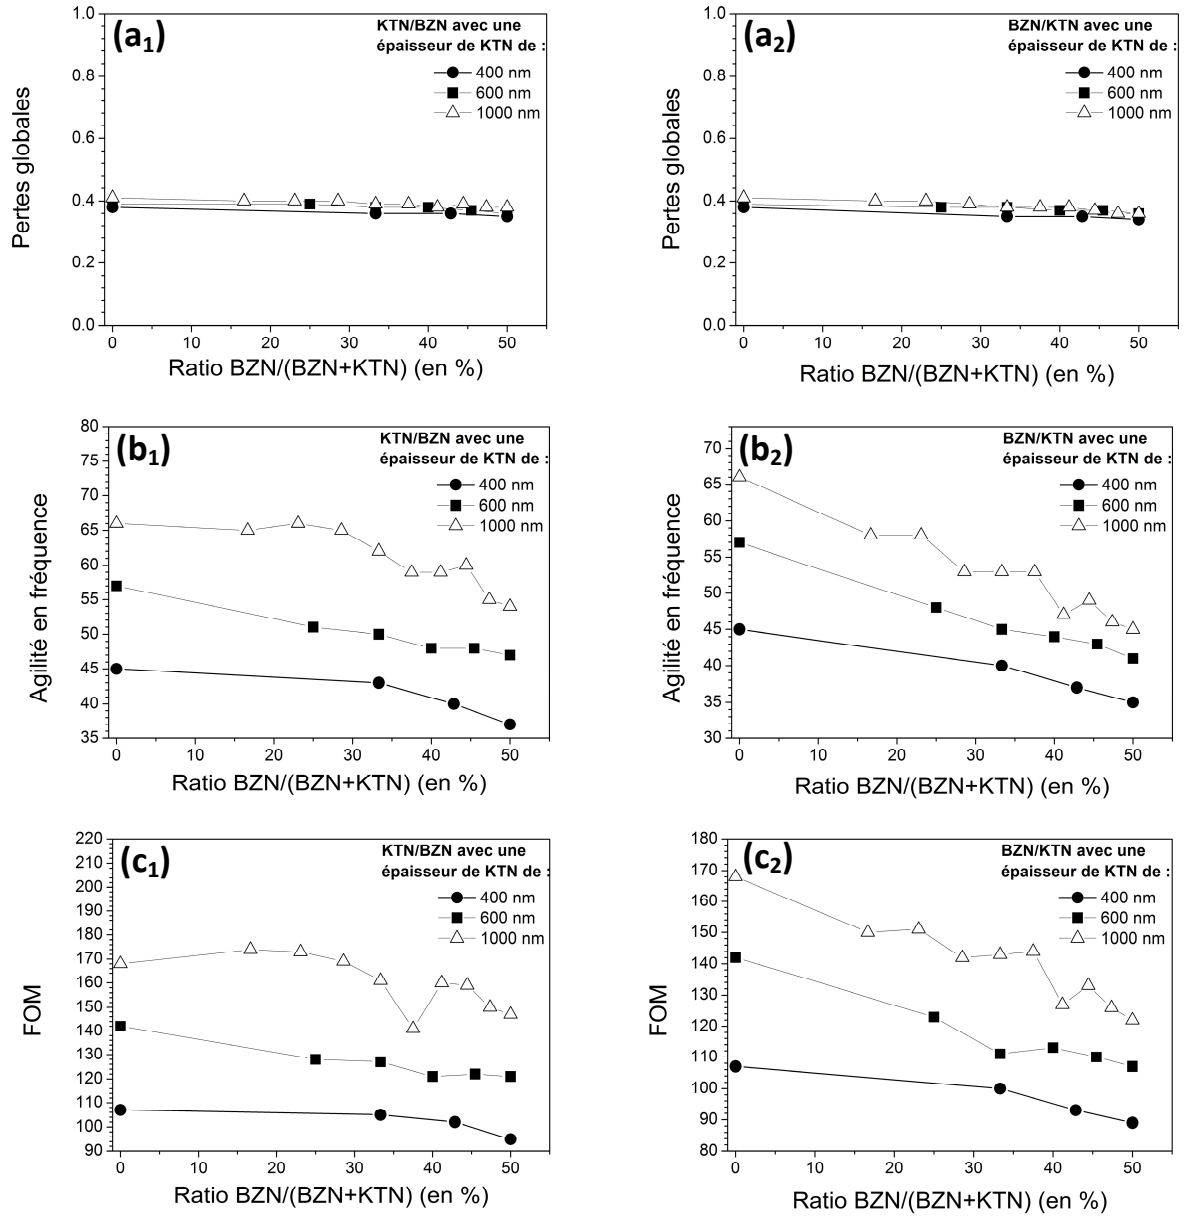 (a1)
KTN/BZN avec une
épaisseur de KTN de :
400 nm
600 nm
1000 nm
1.0
0.8
0.6
0.4
0.2
0.0
Pertes globales
0 10 20 30 40 50
Ratio BZN/(BZN+KTN) (en %)
(a2)
BZN/KTN avec une
épaisseur de KTN de :
400 nm
600 nm
1000 nm
1.0
0.8
0.6
0.4
0.2
0.0
Pertes globales
0 10 20 30 40 50
Ratio BZN/(BZN+KTN) (en %)
(b1)
KTN/BZN avec une
épaisseur de KTN de :
400 nm
600 nm
1000 nm
80
75
70
65
60
55
50
45
40
35
Agilité en fréquence
0 10 20 30 40 50
Ratio BZN/(BZN+KTN) (en %)
(b2)
BZN/KTN avec une
épaisseur de KTN de :
400 nm
600 nm
1000 nm
70
65
60
55
50
45
40
35
30
Agilité en fréquence
0 10 20 30 40 50
Ratio BZN/(BZN+KTN) (en %)
(c1)
KTN/BZN avec une
épaisseur de KTN de :
400 nm
600 nm
1000 nm
220
210
200
190
180
170
160
150
140
130
120
110
100
90
FOM
0 10 20 30 40 50
Ratio BZN/(BZN+KTN) (en %)
(c2)
BZN/KTN avec une
épaisseur de KTN de :
400 nm
600 nm
1000 nm
180
170
160
150
140
130
120
110
100
90
80
FOM
0 10 20 30 40 50
Ratio BZN/(BZN+KTN) (en %)